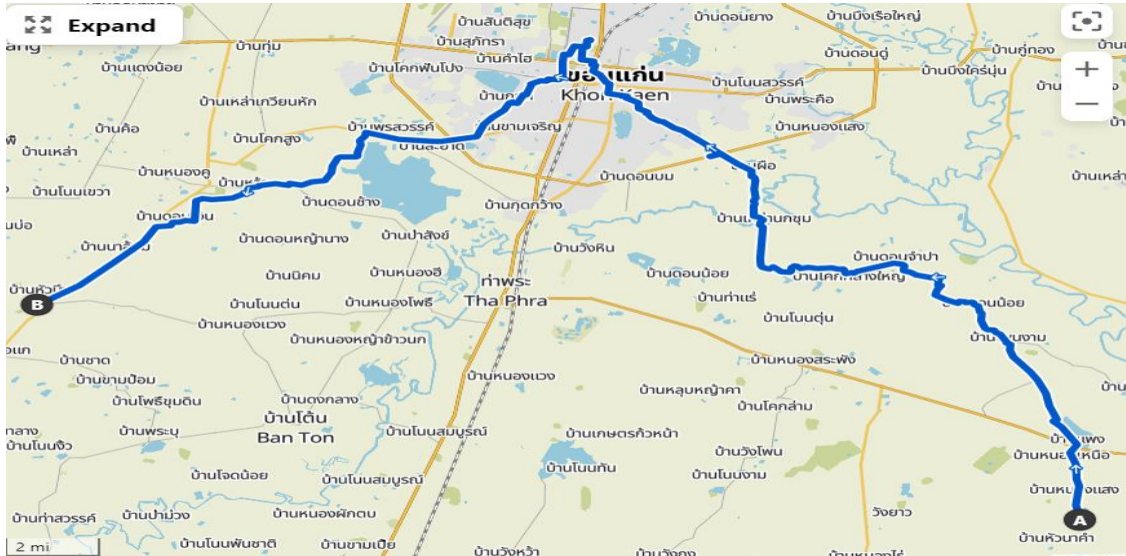 Expand
บ้านสันติสุข
บ้านดอนยาง
บ้านบึงเรือใหญ่
บ้านทุ่ม
บ้านสุภัทรา
บ้านดอนดู่
บ้านกู่ทอง
บ้านแดงน้อย
บ้านโคกฟันโปง
บ้านคำไฮ
ขอนแก่น
Khon Kaen
บ้านโนนสวรรค์
บ้านบึงใคร่นุ่น
บ้านเหล่าเกวียนหัก
บ้านพระคือ
บ้านค้อ
บ้านโคกสูง
บ้านพรสวรรค์
บ้านขามเจริญ
บ้านหนองแสง
บ้านเหล่า
บ้านสะอาด
บ้านหนองกู
บ้านดอนบม
บ้านโนนเขวา
บ้านดอนช้าง
บ้านกุดกว้าง
บ้านดอนหญ้านาง
บ้านป่าสังข์
บ้านวังหิน
บ้านดอนจำปา
บ้านนิคม
บ้านหนองฮี
ท่าพระ
Tha Phra
บ้านดอนน้อย
บ้านโนนต่น
บ้านหนองโพธิ์
บ้านท่าแร่
B
บ้านหนองแวง
บ้านโนนตุ่น
บ้านหนองหญ้าข้าวนก
บ้านชาด
บ้านหนองแวง
บ้านหนองสระพัง
บ้านขามป้อม
บ้านหลุบหญ้าคา
บ้านโพธิ์ขุมดิน
บ้านดงกลาง
บ้านโคกล่าม
บ้านโต้น
Ban Ton
บ้านพระบุ
บ้านโนนสมบูรณ์
บ้านเกษตรก้าวหน้า
บ้านโนนงิ้ว
บ้านวังโพน
บ้านโจดน้อย
บ้านโนนสมบูรณ์
บ้านโนนทัน
บ้านโนนงาม
บ้านท่าสวรรค์
บ้านป่าม่วง
บ้านหนองผักตบ
วังยาว
A
2 mi
บ้านโนนพันชาติ
บ้านขามเปี้ย
บ้านวังหว้า
บ้านวังกุง
บ้านหัวนาคำ